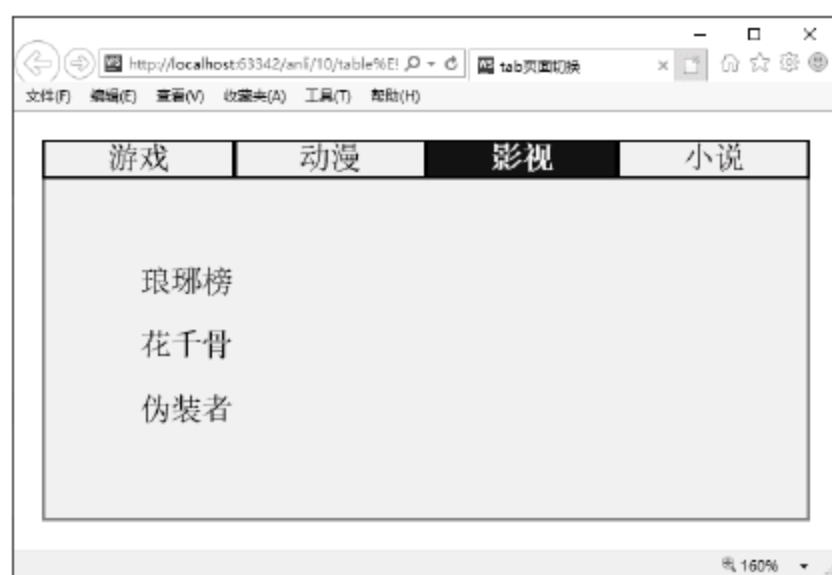 http://localhost:63342/anli/10/table%E!
tab页面切换
文件(F) 编辑(E) 查看(V) 收藏夹(A) 工具(T) 帮助(H)
游戏 动漫 影视 小说
琅琊榜
花千骨
伪装者
160%